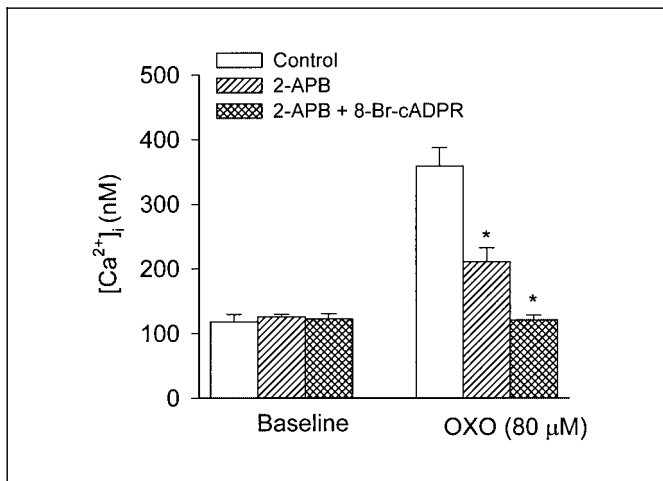 Control
2-APB
2-APB + 8-Br-cADPR
500
400
300
200
100
0
[Ca²⁺]ᵢ (nM)
*
*
Baseline
OXO (80 μM)